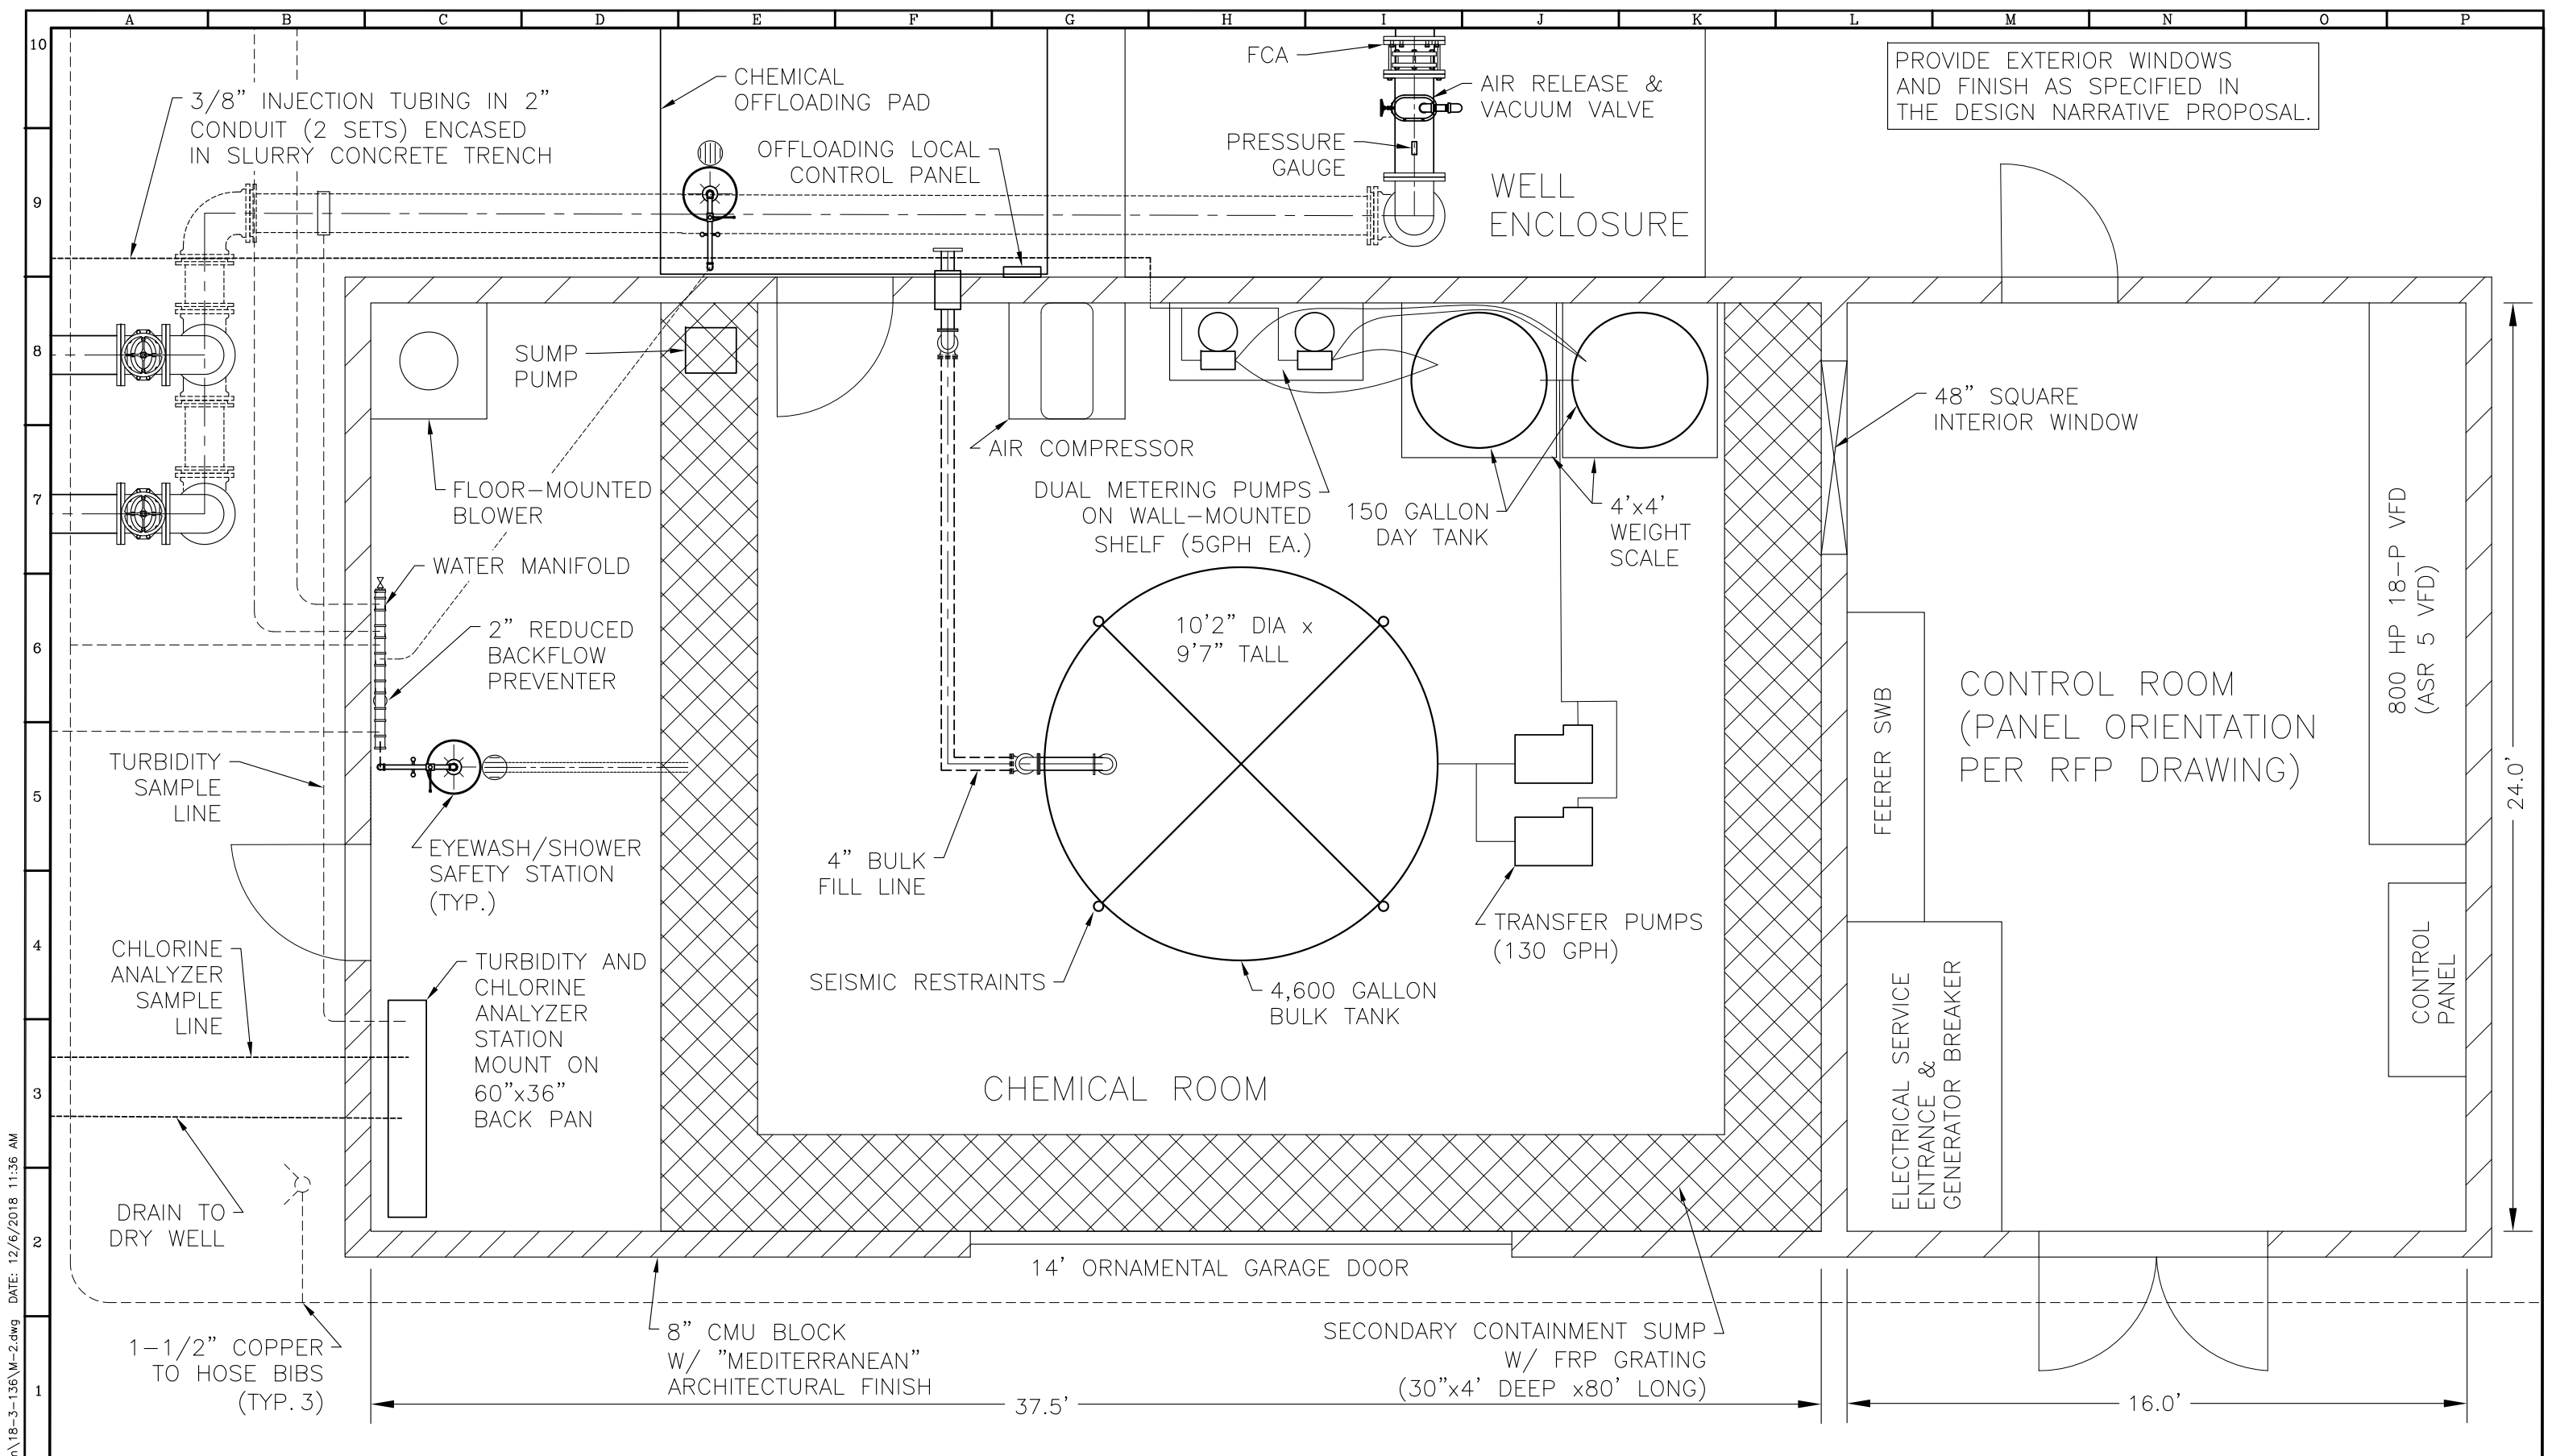 A B C D E F G H I J K L M N O P
10
9
8
7
6
5
4
3
2
1
3/8" INJECTION TUBING IN 2"
CONDUIT (2 SETS) ENCASED
IN SLURRY CONCRETE TRENCH
CHEMICAL
OFFLOADING PAD
OFFLOADING LOCAL
CONTROL PANEL
FCA
AIR RELEASE &
VACUUM VALVE
PRESSURE
GAUGE
WELL
ENCLOSURE
PROVIDE EXTERIOR WINDOWS
AND FINISH AS SPECIFIED IN
THE DESIGN NARRATIVE PROPOSAL.
SUMP
PUMP
FLOOR-MOUNTED
BLOWER
WATER MANIFOLD
2" REDUCED
BACKFLOW
PREVENTER
AIR COMPRESSOR
DUAL METERING PUMPS
ON WALL-MOUNTED
SHELF (5GPH EA.)
150 GALLON
DAY TANK
4'x4'
WEIGHT
SCALE
48" SQUARE
INTERIOR WINDOW
10'2" DIA x
9'7" TALL
TURBIDITY
SAMPLE
LINE
EYEWASH/SHOWER
SAFETY STATION
(TYP.)
4" BULK
FILL LINE
SEISMIC RESTRAINTS
4,600 GALLON
BULK TANK
TRANSFER PUMPS
(130 GPH)
CHEMICAL ROOM
CONTROL ROOM
(PANEL ORIENTATION
PER RFP DRAWING)
800 HP 18-P VFD
(ASR 5 VFD)
FEERER SWB
ELECTRICAL SERVICE
ENTRANCE &
GENERATOR BREAKER
CONTROL
PANEL
24.0'
CHLORINE
ANALYZER
SAMPLE
LINE
TURBIDITY AND
CHLORINE
ANALYZER
STATION
MOUNT ON
60"x36"
BACK PAN
DRAIN TO
DRY WELL
1-1/2" COPPER
TO HOSE BIBS
(TYP.3)
14' ORNAMENTAL GARAGE DOOR
8" CMU BLOCK
W/ "MEDITERRANEAN"
ARCHITECTURAL FINISH
SECONDARY CONTAINMENT SUMP
W/ FRP GRATING
(30"x4' DEEP x80' LONG)
37.5'
16.0'
\18-3-136\M-2.dwg DATE: 12/6/2018 11:36 AM